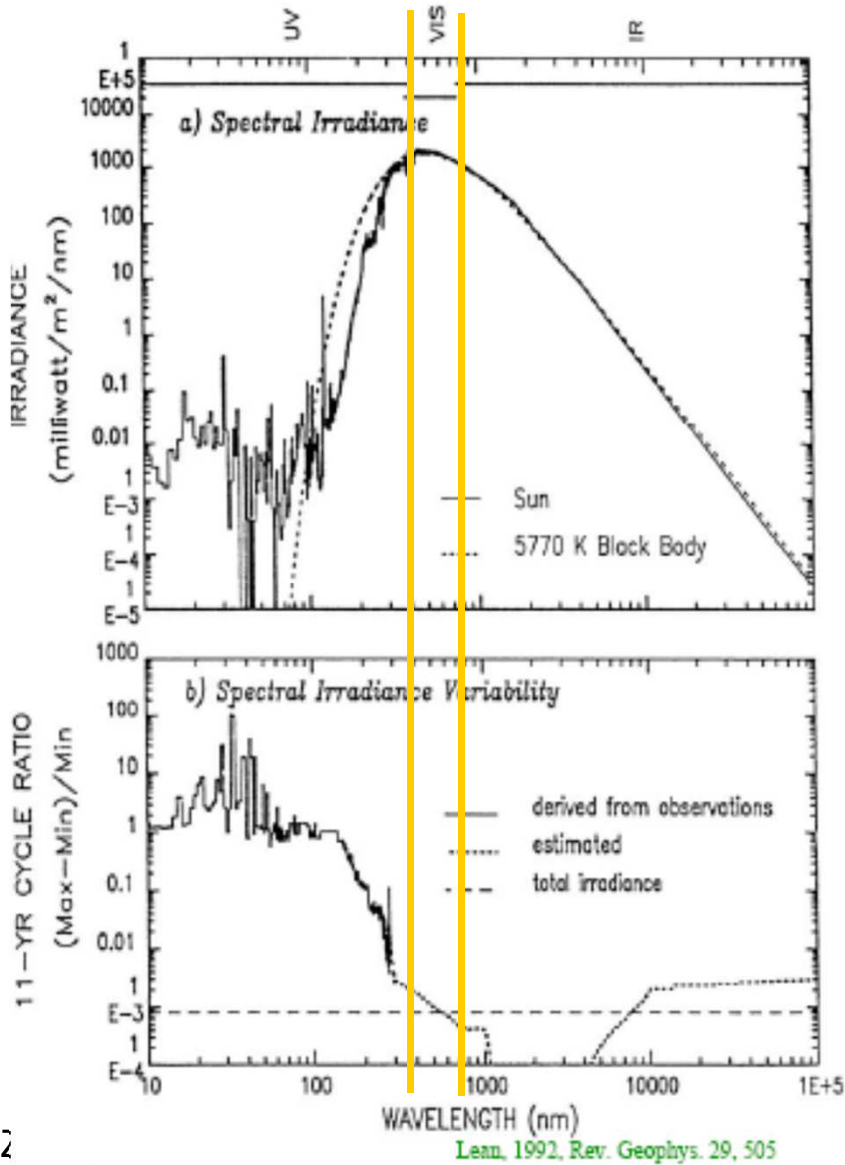 UV VIS IR
1
E+5
10000
a) Spectral Irradiance
1000
100
10
1
0.1
0.01
1
E-3
1
E-4
1
E-5
IRRADIANCE
(milliwatt/m²/nm)
Sun
5770 K Black Body
1000
b) Spectral Irradiance Variability
100
10
1
0.1
0.01
1
E-3
E-4
11-YR CYCLE RATIO
(Max-Min)/Min
derived from observations
estimated
total irradiance
10 100 1000 10000 1E+5
WAVELENGTH (nm)
Lean, 1992, Rev. Geophys. 29, 505